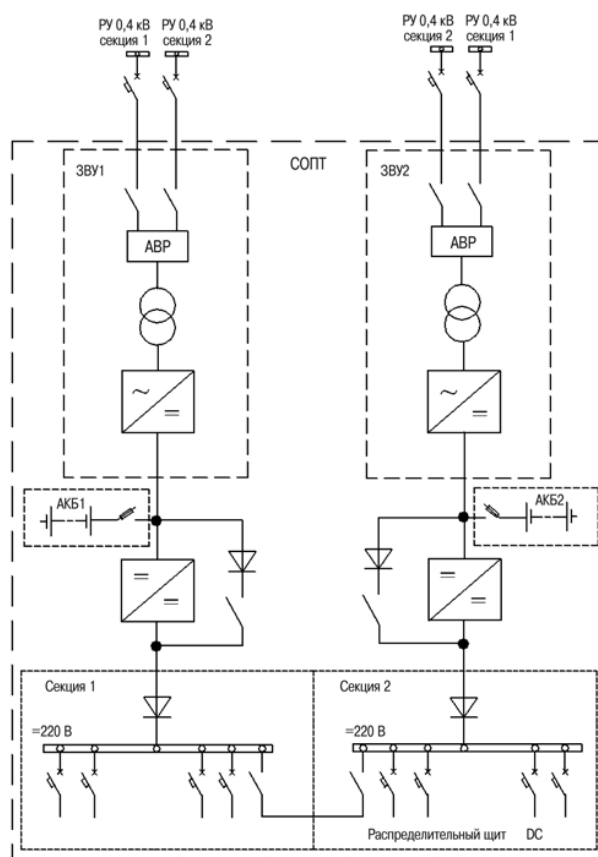 РУ 0,4 кВ РУ 0,4 кВ
секция 1 секция 2
РУ 0,4 кВ РУ 0,4 кВ
секция 2 секция 1
СОПТ
ЗВУ1
ЗВУ2
АВР
АВР
АКБ1
АКБ2
Секция 1
Секция 2
=220 В
=220 В
Распределительный щит DC